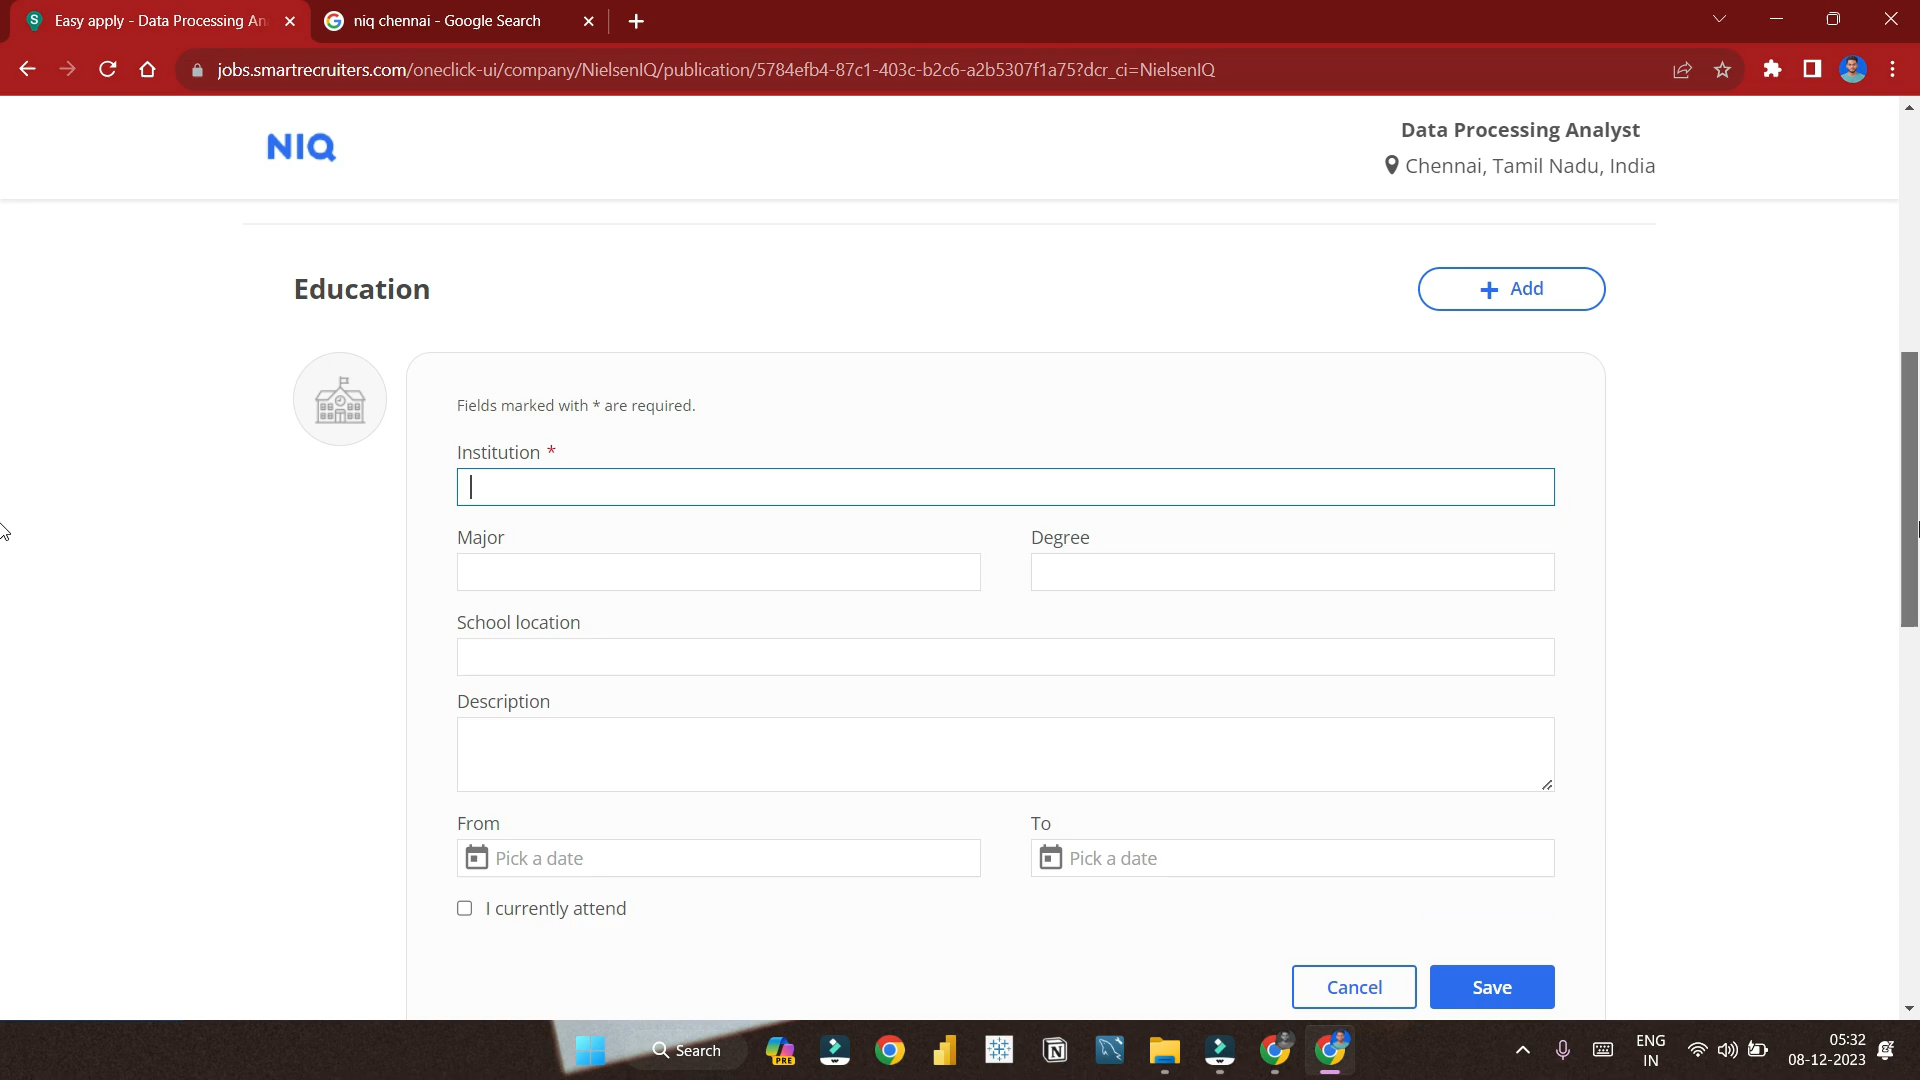 Easy apply - Data Processing An
niq chennai - Google Search
jobs.smartrecruiters.com/oneclick-ui/company/NielsenIQ/publication/5784efb4-87c1-403c-b2c6-a2b5307f1a75?dcr_ci=NielsenIQ
NIQ
Data Processing Analyst
Chennai, Tamil Nadu, India
Education
+ Add
Fields marked with * are required.
Institution *
Major
Degree
School location
Description
From
To
Pick a date
Pick a date
I currently attend
Cancel
Save
Search
PRE
ENG
IN
05:32
08-12-2023